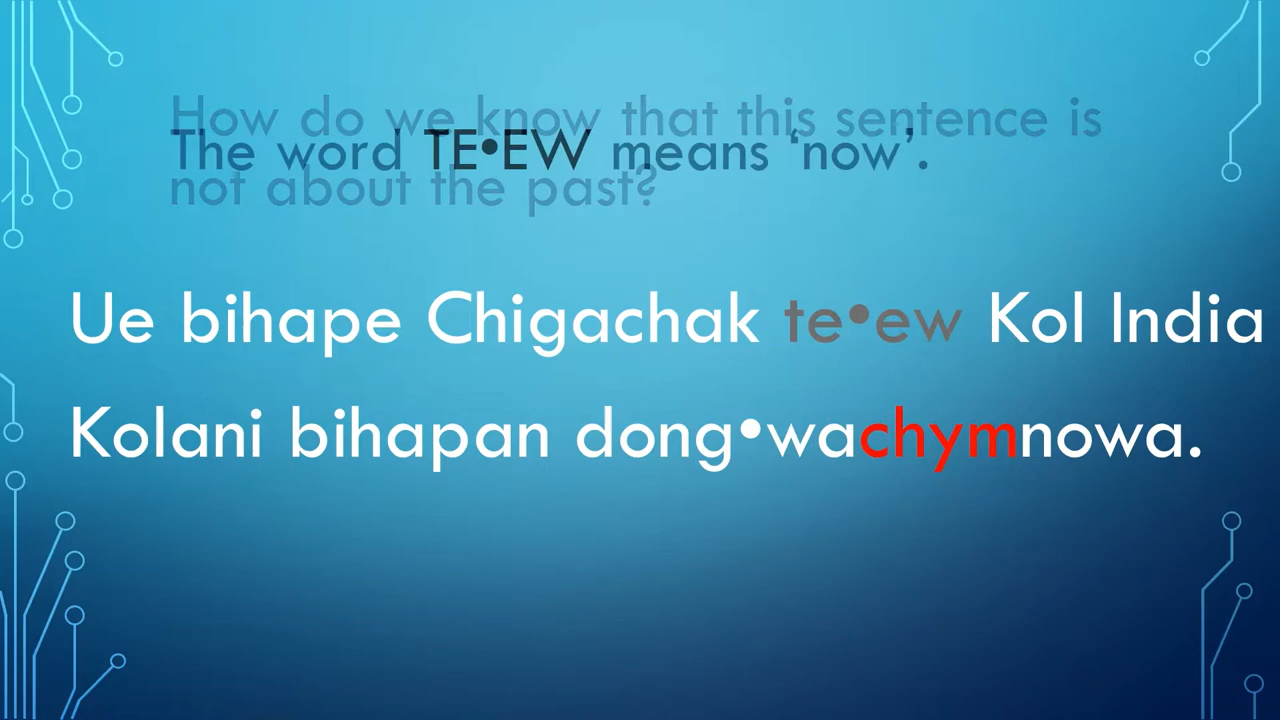 How do we know that this sentence is
The word TE•EW means ‘now’.
not about the past?
Ue bihape Chigachak te•ew Kol India
Kolani bihapan dong•wachymnowa.